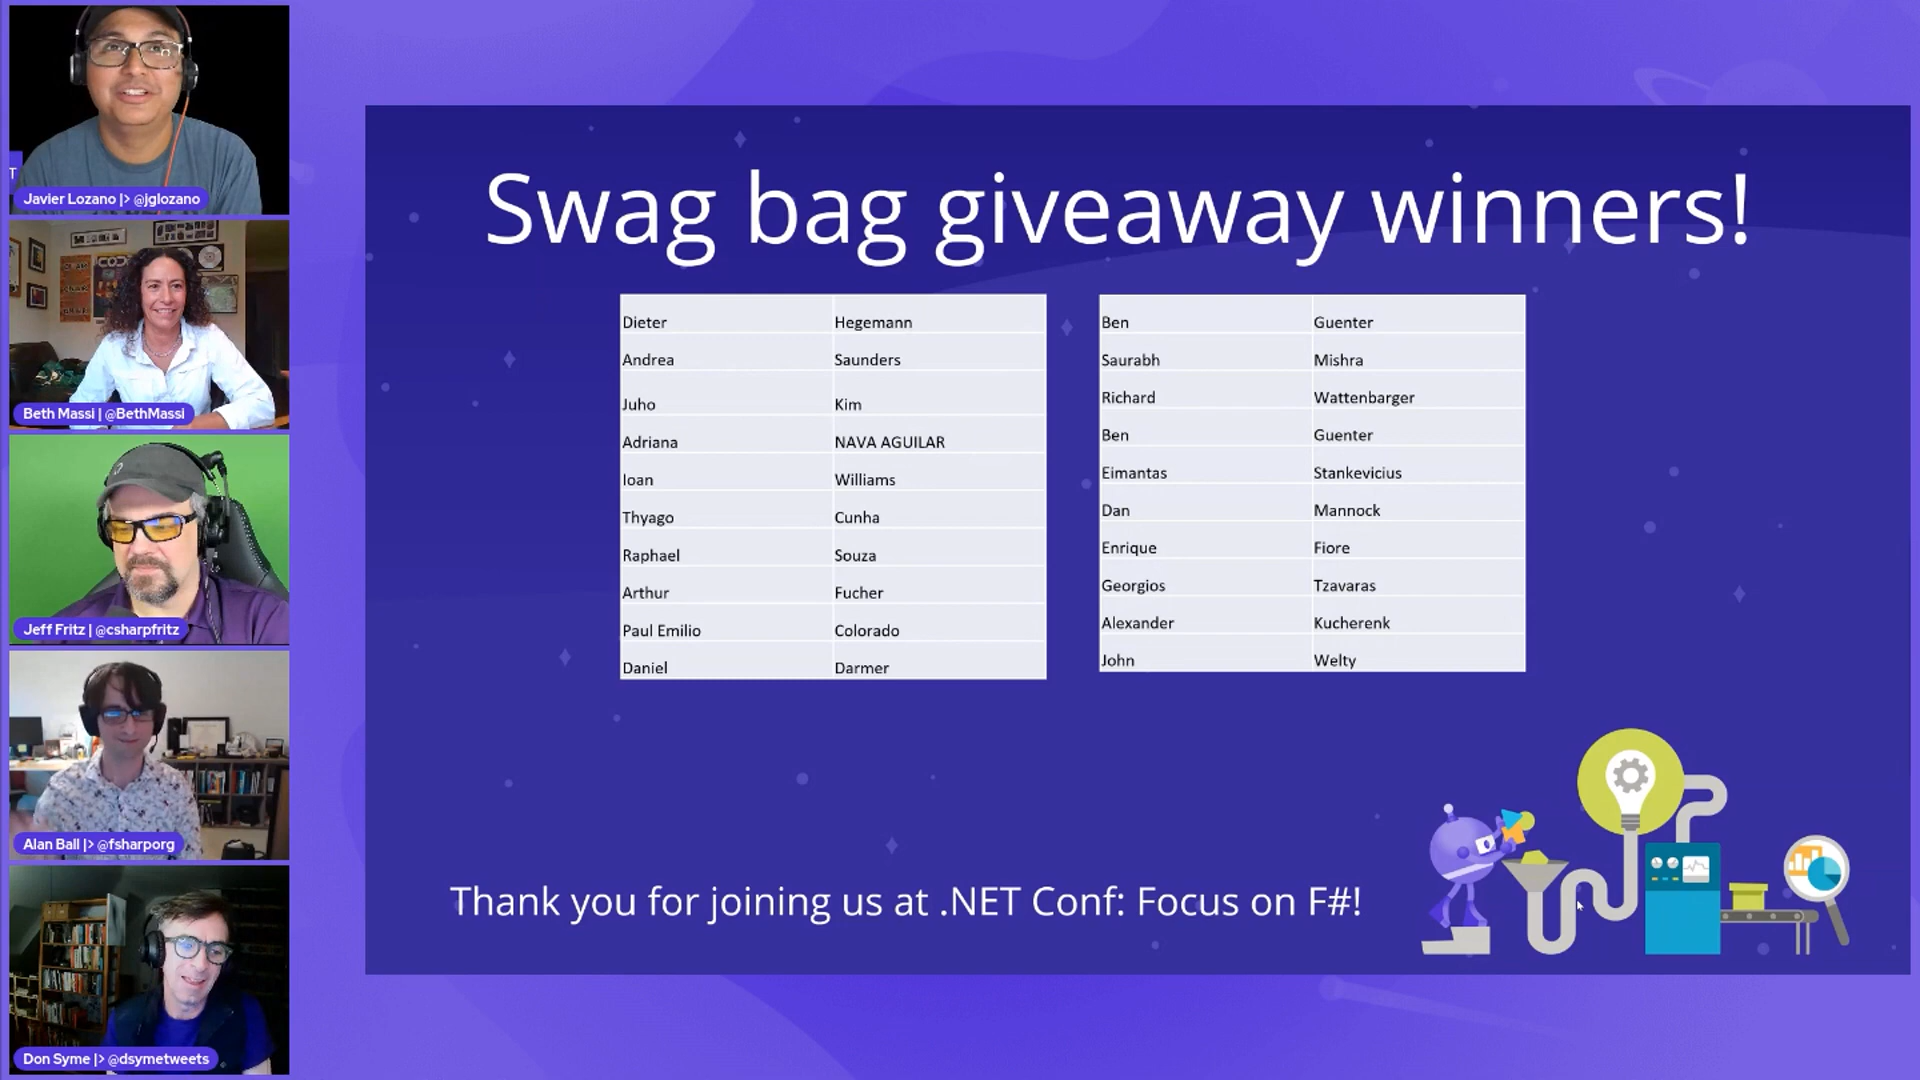 T
Javier Lozano |> @jglozano
Beth Massi | @BethMassi
Jeff Fritz | @csharpfritz
Alan Ball |> @fsharporg
Don Syme |> @dsymetweets
Swag bag giveaway winners!
Dieter Hegemann
Andrea Saunders
Juho Kim
Adriana NAVA AGUILAR
Ioan Williams
Thyago Cunha
Raphael Souza
Arthur Fucher
Paul Emilio Colorado
Daniel Darmer
Ben Guenter
Saurabh Mishra
Richard Wattenbarger
Ben Guenter
Eimantas Stankevicius
Dan Mannock
Enrique Fiore
Georgios Tzavaras
Alexander Kucherenk
John Welty
Thank you for joining us at .NET Conf: Focus on F#!